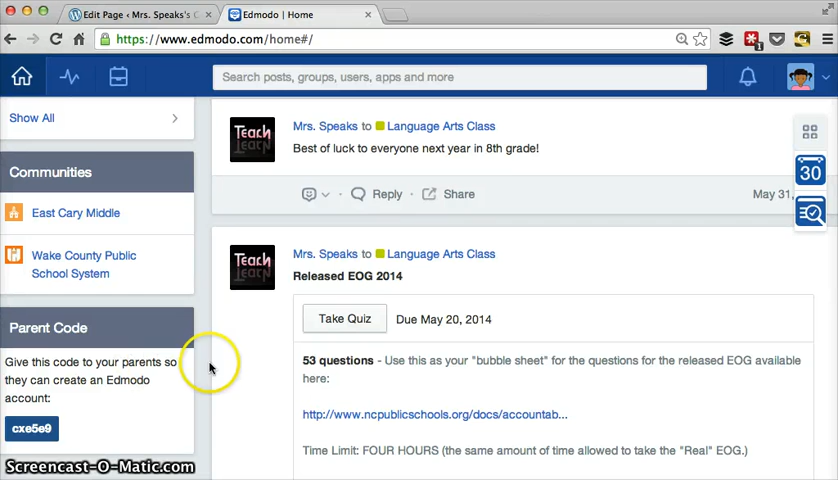 Edit Page ‹ Mrs. Speaks's C
Edmodo | Home
https://www.edmodo.com/home#/
1
Search posts, groups, users, apps and more
Show All
Communities
East Cary Middle
Wake County Public
School System
Parent Code
Give this code to your parents so
they can create an Edmodo
account:
cxe5e9
Teach
Learn
Mrs. Speaks to Language Arts Class
Best of luck to everyone next year in 8th grade!
Reply
Share
May 31,
30
Teach
Learn
Mrs. Speaks to Language Arts Class
Released EOG 2014
Take Quiz
Due May 20, 2014
53 questions - Use this as your "bubble sheet" for the questions for the released EOG available
here:
http://www.ncpublicschools.org/docs/accountab...
Time Limit: FOUR HOURS (the same amount of time allowed to take the "Real" EOG.)
Screencast-O-Matic.com